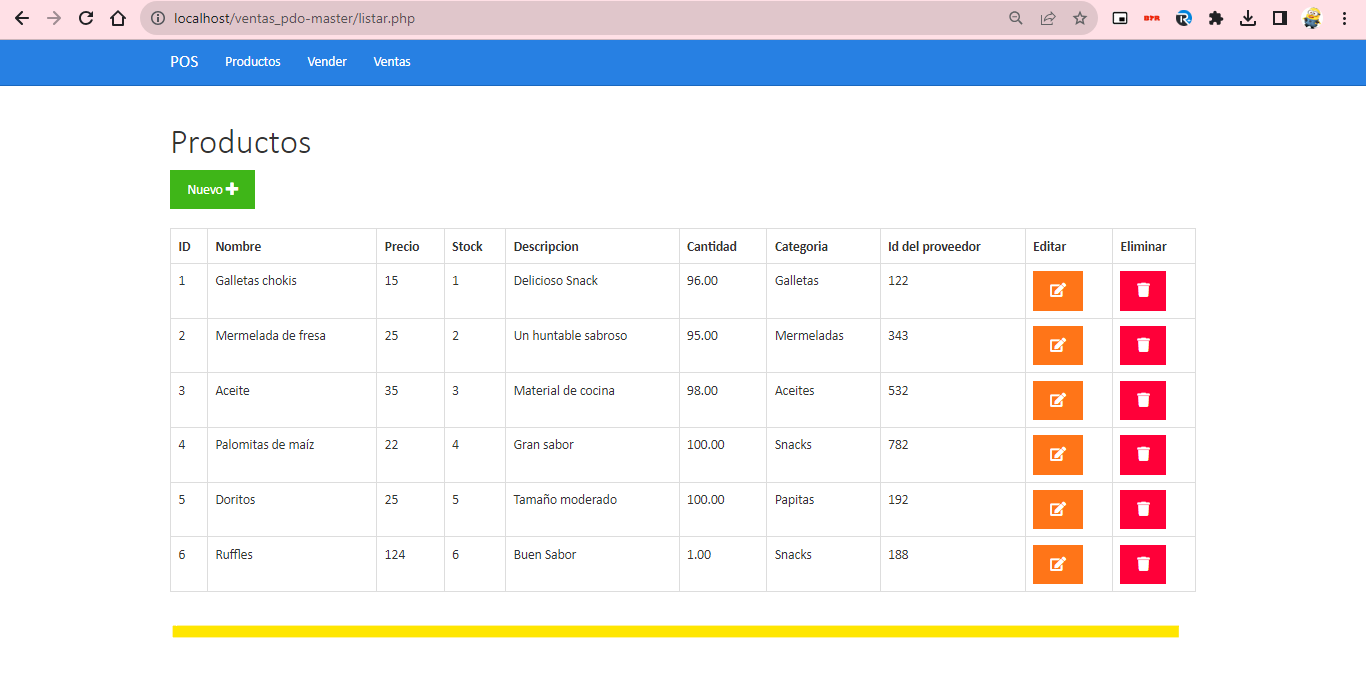 localhost/ventas_pdo-master/listar.php
POS Productos Vender Ventas
Productos
Nuevo
ID Nombre Precio Stock Descripcion Cantidad Categoria Id del proveedor Editar Eliminar
1 Galletas chokis 15 1 Delicioso Snack 96.00 Galletas 122
2 Mermelada de fresa 25 2 Un huntable sabroso 95.00 Mermeladas 343
3 Aceite 35 3 Material de cocina 98.00 Aceites 532
4 Palomitas de maíz 22 4 Gran sabor 100.00 Snacks 782
5 Doritos 25 5 Tamaño moderado 100.00 Papitas 192
6 Ruffles 124 6 Buen Sabor 1.00 Snacks 188